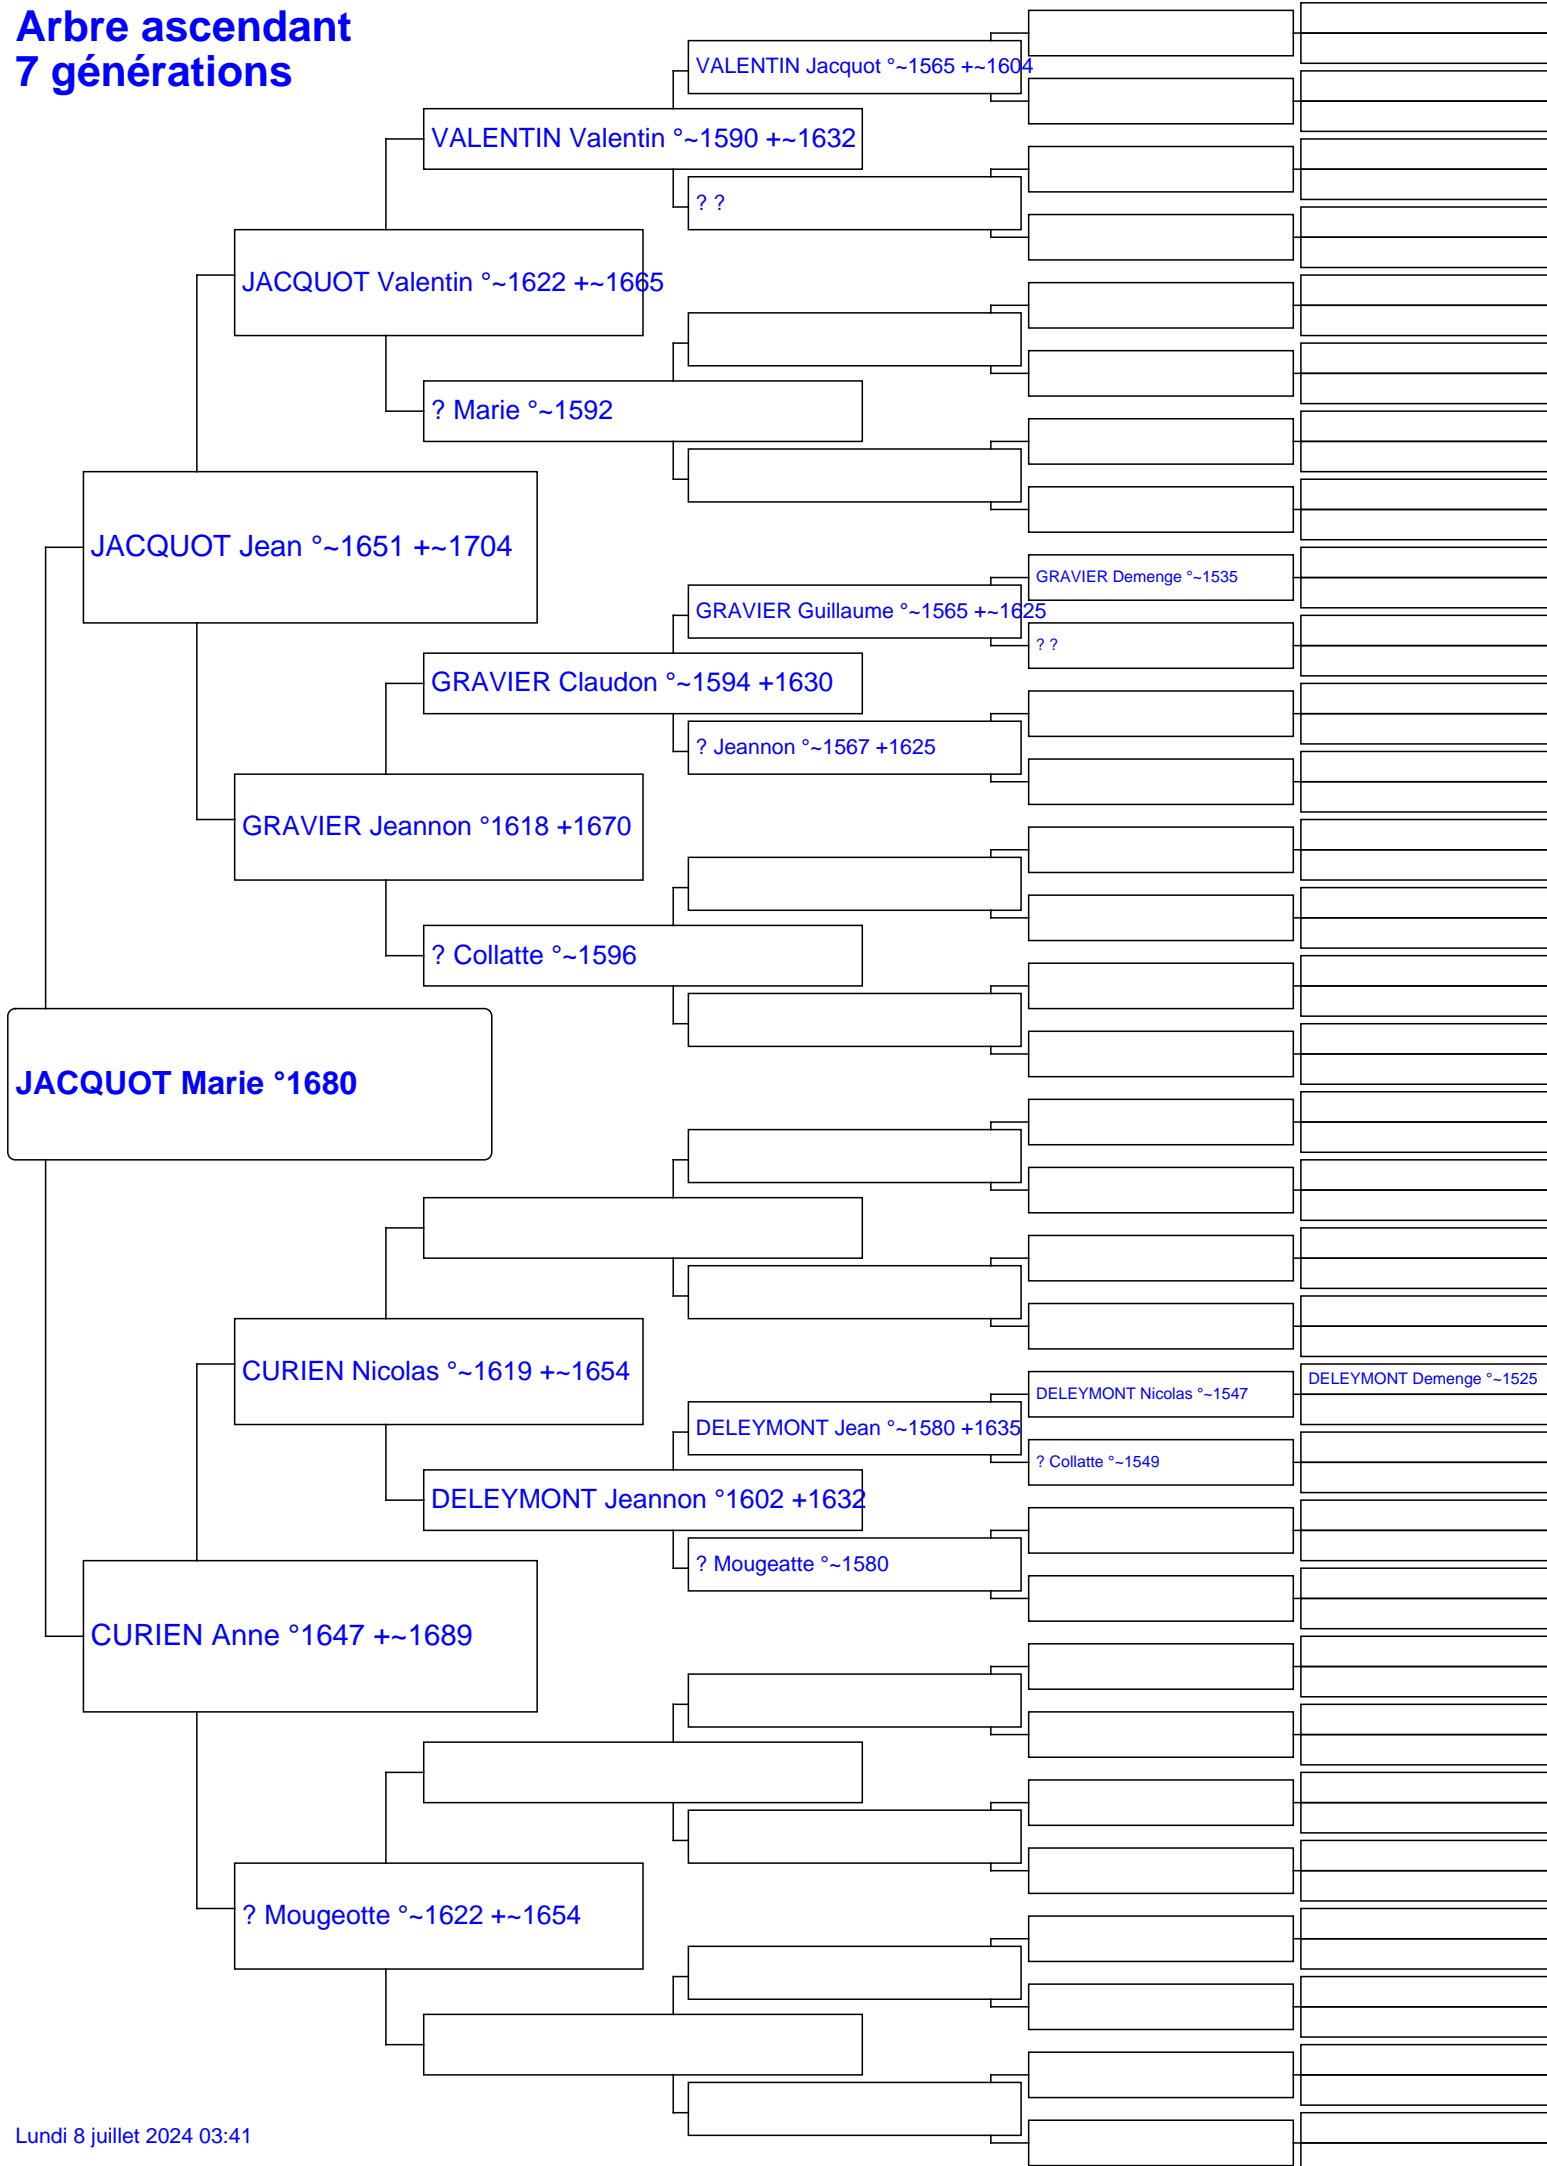 Arbre ascendant
7 générations
VALENTIN Jacquot °~1565 +~1604
VALENTIN Valentin °~1590 +~1632
? ?
JACQUOT Valentin °~1622 +~1665
? Marie °~1592
JACQUOT Jean °~1651 +~1704
GRAVIER Demenge °~1535
GRAVIER Guillaume °~1565 +~1625
? ?
GRAVIER Claudon °~1594 +1630
? Jeannon °~1567 +1625
GRAVIER Jeannon °1618 +1670
? Collatte °~1596
JACQUOT Marie °1680
CURIEN Nicolas °~1619 +~1654
DELEYMONT Demenge °~1525
DELEYMONT Nicolas °~1547
DELEYMONT Jean °~1580 +1635
? Collatte °~1549
DELEYMONT Jeannon °1602 +1632
? Mougeatte °~1580
CURIEN Anne °1647 +~1689
? Mougeotte °~1622 +~1654
Lundi 8 juillet 2024 03:41